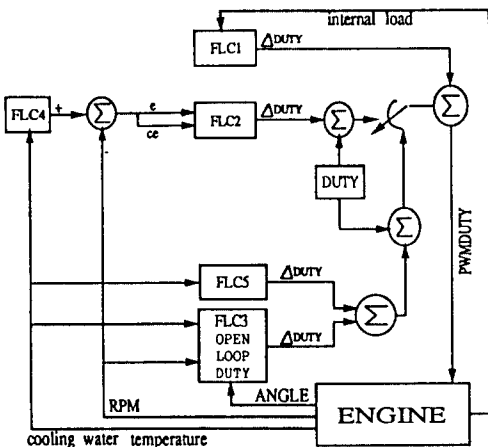 internal load
FLC1
ΔDUTY
FLC4
+
Σ
e
ce
FLC2
ΔDUTY
Σ
Σ
DUTY
Σ
PWMDUTY
FLC5
ΔDUTY
Σ
FLC3
OPEN
LOOP
DUTY
ΔDUTY
RPM
ANGLE
ENGINE
cooling water temperature